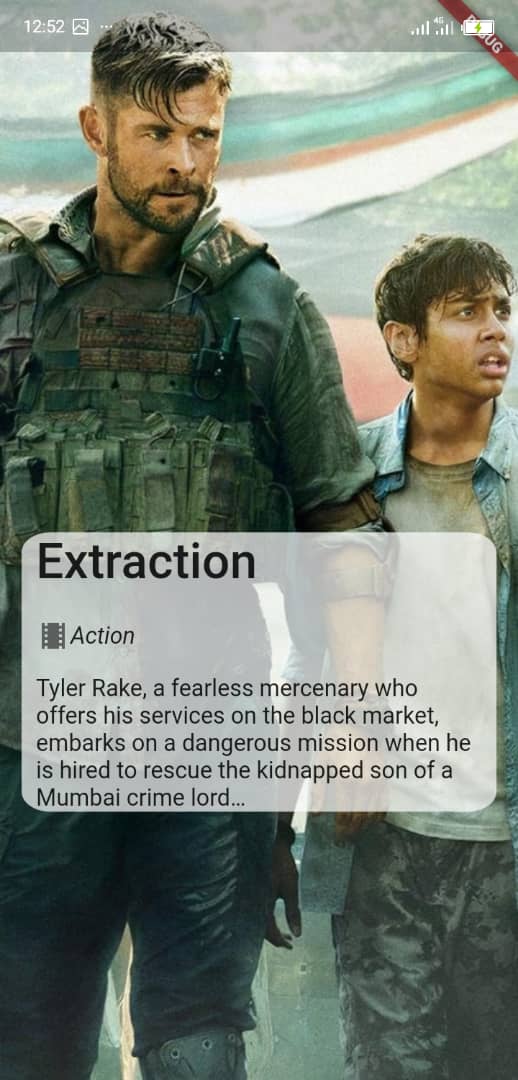 12:52
4G
DEBUG
Extraction
Action
Tyler Rake, a fearless mercenary who
offers his services on the black market,
embarks on a dangerous mission when he
is hired to rescue the kidnapped son of a
Mumbai crime lord…